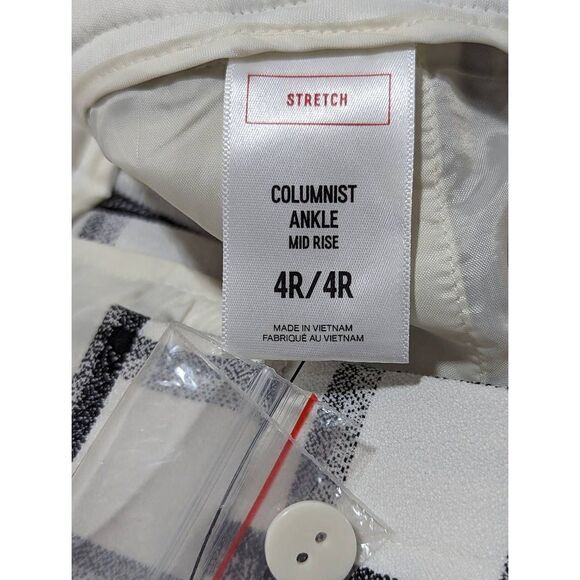 STRETCH
COLUMNIST
ANKLE
MID RISE
4R/4R
MADE IN VIETNAM
FABRIQUÉ AU VIETNAM